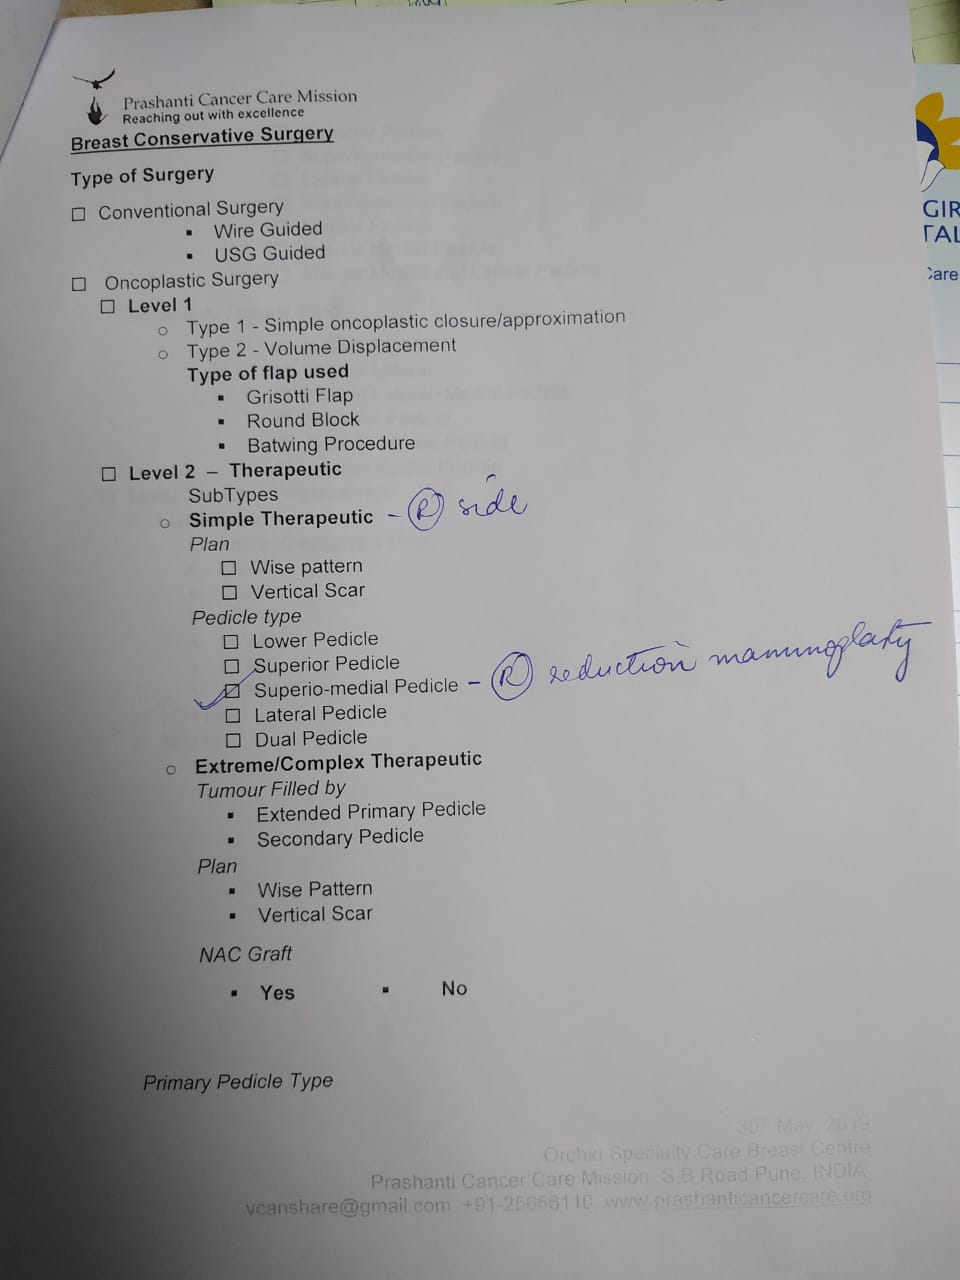 Prashanti Cancer Care Mission
Reaching out with excellence
Breast Conservative Surgery
Type of Surgery
☐ Conventional Surgery
▪ Wire Guided
▪ USG Guided
☐ Oncoplastic Surgery
☐ Level 1
○ Type 1 - Simple oncoplastic closure/approximation
○ Type 2 - Volume Displacement
Type of flap used
▪ Grisotti Flap
▪ Round Block
▪ Batwing Procedure
☐ Level 2 – Therapeutic
SubTypes
○ Simple Therapeutic - Ⓡ side
Plan
☐ Wise pattern
☐ Vertical Scar
Pedicle type
☐ Lower Pedicle
☐ Superior Pedicle
☑ Superio-medial Pedicle - Ⓡ reduction mammoplasty
☐ Lateral Pedicle
☐ Dual Pedicle
○ Extreme/Complex Therapeutic
Tumour Filled by
▪ Extended Primary Pedicle
▪ Secondary Pedicle
Plan
▪ Wise Pattern
▪ Vertical Scar
NAC Graft
▪ Yes ▪ No
Primary Pedicle Type
30th May, 2019
Orchid Specialty Care Breast Centre
Prashanti Cancer Care Mission, S.B Road Pune, INDIA,
vcanshare@gmail.com, +91-25656110, www.prashanticancercare.org
GIR
TAL
Care